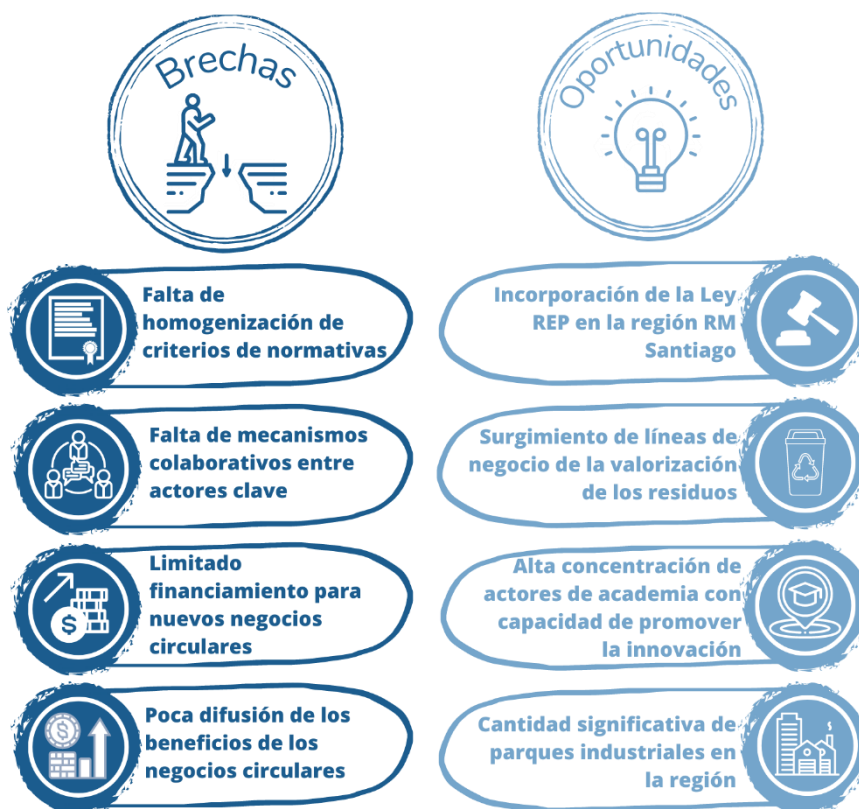 Brechas
Falta de
homogenización de
criterios de normativas
Falta de mecanismos
colaborativos entre
actores clave
Limitado
financiamiento para
nuevos negocios
circulares
Poca difusión de los
beneficios de los
negocios circulares
Oportunidades
Incorporación de la Ley
REP en la región RM
Santiago
Surgimiento de líneas de
negocio de la valorización
de los residuos
Alta concentración de
actores de academia con
capacidad de promover
la innovación
Cantidad significativa de
parques industriales en
la región